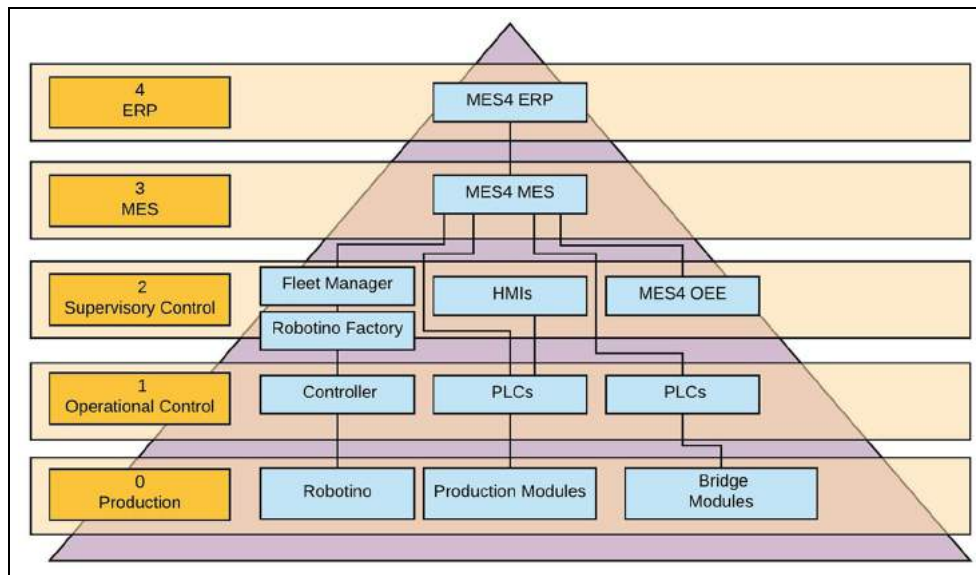 4
ERP
MES4 ERP
3
MES
MES4 MES
2
Supervisory Control
Fleet Manager
HMIs
MES4 OEE
Robotino Factory
1
Operational Control
Controller
PLCs
PLCs
0
Production
Robotino
Production Modules
Bridge
Modules